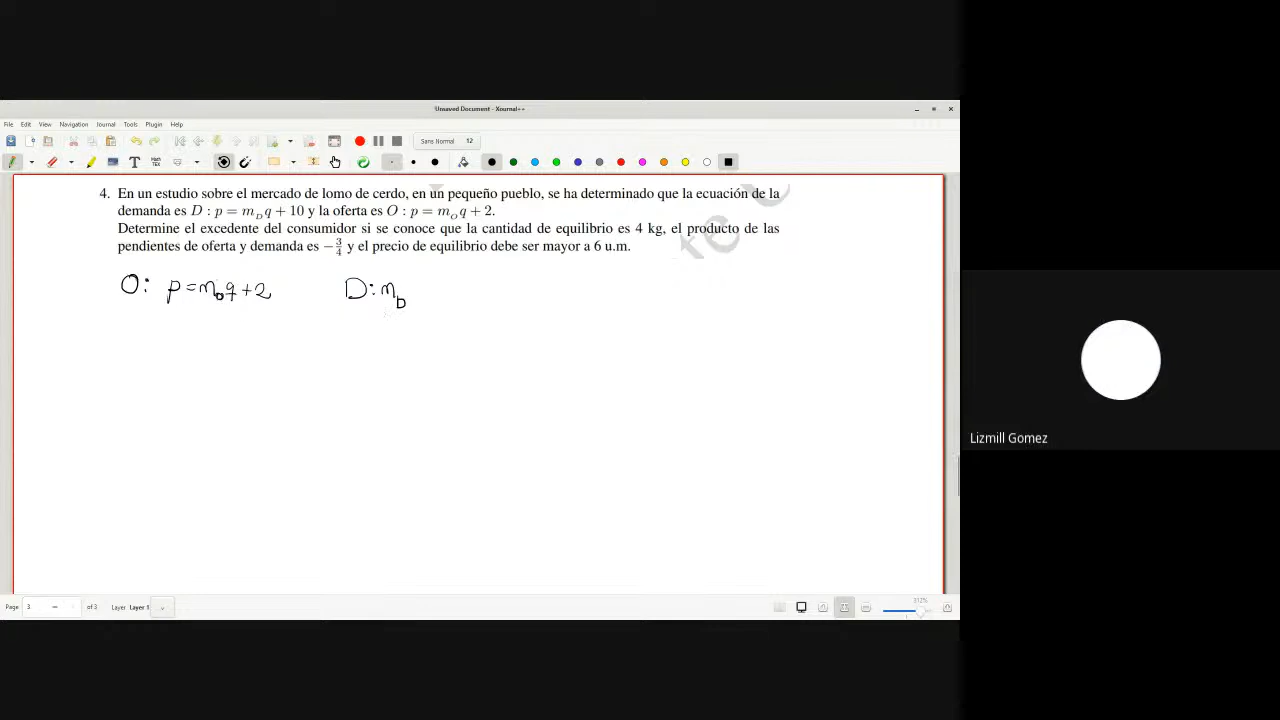 Unsaved Document - Xournal++
File Edit View Navigation Journal Tools Plugin Help
Sans Normal 12
4. En un estudio sobre el mercado de lomo de cerdo, en un pequeño pueblo, se ha determinado que la ecuación de la
demanda es D : p = m_D q + 10 y la oferta es O : p = m_O q + 2.
Determine el excedente del consumidor si se conoce que la cantidad de equilibrio es 4 kg, el producto de las
pendientes de oferta y demanda es −3/4 y el precio de equilibrio debe ser mayor a 6 u.m.
O: p = m_o q + 2 D: m_D
Lizmill Gomez
Page 3 of 3 Layer Layer 1
312%